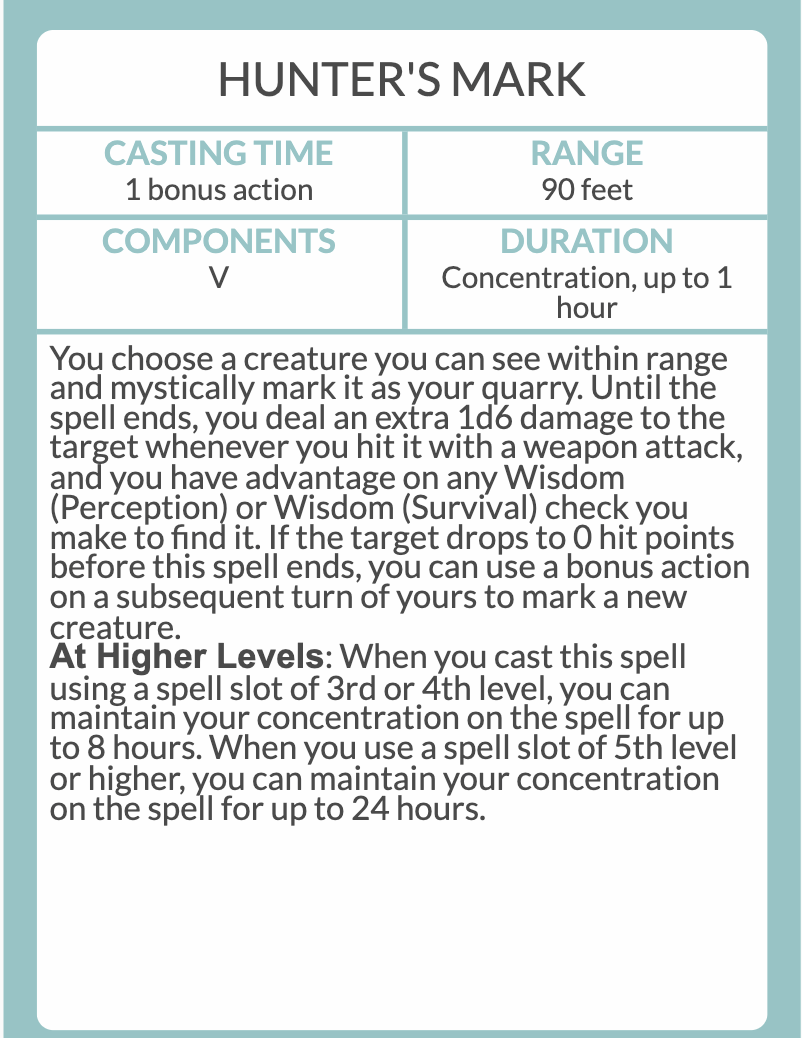 HUNTER'S MARK
CASTING TIME
1 bonus action
RANGE
90 feet
COMPONENTS
V
DURATION
Concentration, up to 1
hour
You choose a creature you can see within range
and mystically mark it as your quarry. Until the
spell ends, you deal an extra 1d6 damage to the
target whenever you hit it with a weapon attack,
and you have advantage on any Wisdom
(Perception) or Wisdom (Survival) check you
make to find it. If the target drops to 0 hit points
before this spell ends, you can use a bonus action
on a subsequent turn of yours to mark a new
creature.
At Higher Levels: When you cast this spell
using a spell slot of 3rd or 4th level, you can
maintain your concentration on the spell for up
to 8 hours. When you use a spell slot of 5th level
or higher, you can maintain your concentration
on the spell for up to 24 hours.